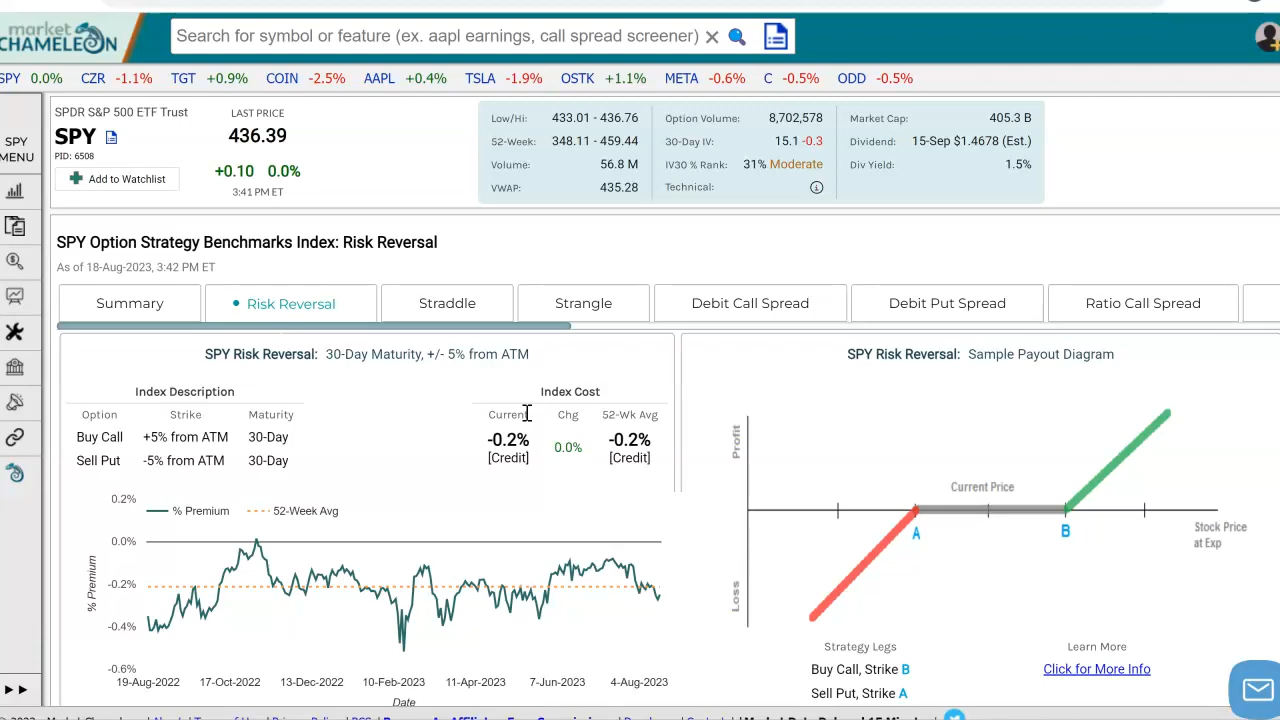 market
CHAMELEON
Search for symbol or feature (ex. aapl earnings, call spread screener)
SPY 0.0% CZR -1.1% TGT +0.9% COIN -2.5% AAPL +0.4% TSLA -1.9% OSTK +1.1% META -0.6% C -0.5% ODD -0.5%
SPY
MENU
SPDR S&P 500 ETF Trust
SPY
PID: 6508
Add to Watchlist
LAST PRICE
436.39
+0.10 0.0%
3:41 PM ET
Low/Hi: 433.01 - 436.76
52-Week: 348.11 - 459.44
Volume: 56.8 M
VWAP: 435.28
Option Volume: 8,702,578
30-Day IV: 15.1 -0.3
IV30 % Rank: 31% Moderate
Technical:
Market Cap: 405.3 B
Dividend: 15-Sep $1.4678 (Est.)
Div Yield: 1.5%
SPY Option Strategy Benchmarks Index: Risk Reversal
As of 18-Aug-2023, 3:42 PM ET
Summary
• Risk Reversal
Straddle
Strangle
Debit Call Spread
Debit Put Spread
Ratio Call Spread
SPY Risk Reversal: 30-Day Maturity, +/- 5% from ATM
Index Description
Option Strike Maturity
Buy Call +5% from ATM 30-Day
Sell Put -5% from ATM 30-Day
Index Cost
Current Chg 52-Wk Avg
-0.2% 0.0% -0.2%
[Credit] [Credit]
% Premium 52-Week Avg
0.2%
0.0%
-0.2%
-0.4%
-0.6%
% Premium
19-Aug-2022 17-Oct-2022 13-Dec-2022 10-Feb-2023 11-Apr-2023 7-Jun-2023 4-Aug-2023
Date
SPY Risk Reversal: Sample Payout Diagram
Profit
Loss
Current Price
A
B
Stock Price
at Exp
Strategy Legs
Buy Call, Strike B
Sell Put, Strike A
Learn More
Click for More Info